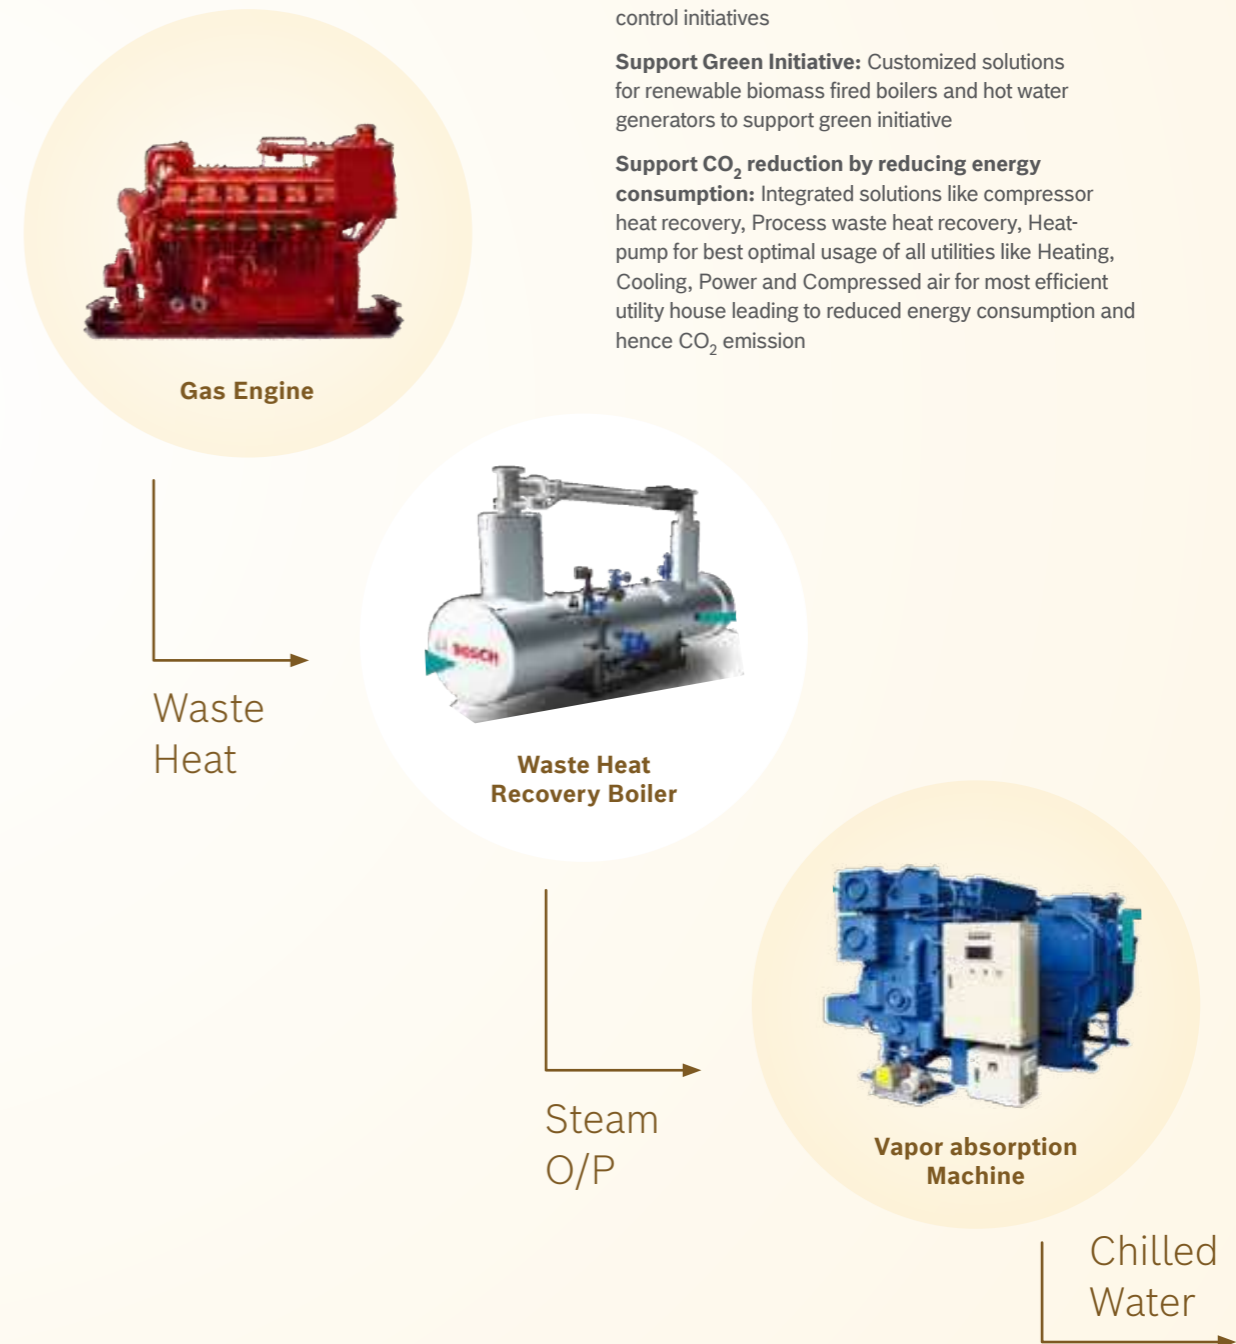 control initiatives
Support Green Initiative: Customized solutions
for renewable biomass fired boilers and hot water
generators to support green initiative
Support CO₂ reduction by reducing energy
consumption: Integrated solutions like compressor
heat recovery, Process waste heat recovery, Heat-
pump for best optimal usage of all utilities like Heating,
Cooling, Power and Compressed air for most efficient
utility house leading to reduced energy consumption and
hence CO₂ emission
Gas Engine
Waste
Heat
BOSCH
Waste Heat
Recovery Boiler
Steam
O/P
Vapor absorption
Machine
Chilled
Water